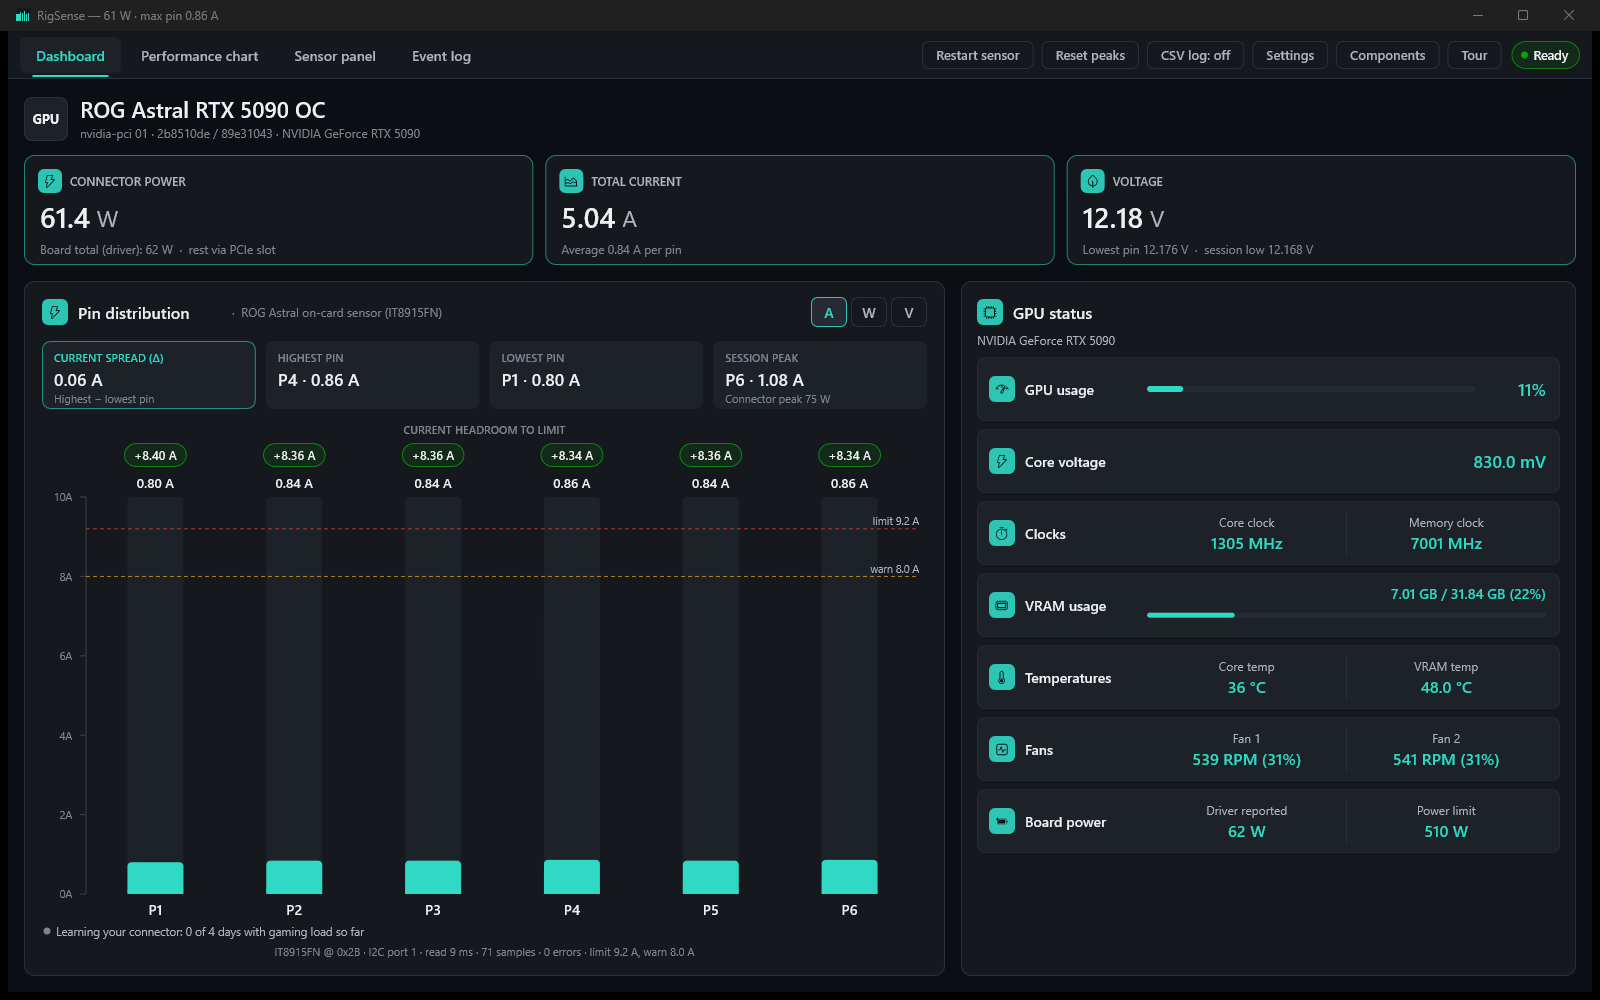 RigSense — 61 W · max pin 0.86 A
Dashboard
Performance chart
Sensor panel
Event log
Restart sensor
Reset peaks
CSV log: off
Settings
Components
Tour
Ready
GPU
ROG Astral RTX 5090 OC
nvidia-pci 01 · 2b8510de / 89e31043 · NVIDIA GeForce RTX 5090
CONNECTOR POWER
61.4 W
Board total (driver): 62 W · rest via PCIe slot
TOTAL CURRENT
5.04 A
Average 0.84 A per pin
VOLTAGE
12.18 V
Lowest pin 12.176 V · session low 12.168 V
Pin distribution
· ROG Astral on-card sensor (IT8915FN)
A
W
V
CURRENT SPREAD (Δ)
0.06 A
Highest − lowest pin
HIGHEST PIN
P4 · 0.86 A
LOWEST PIN
P1 · 0.80 A
SESSION PEAK
P6 · 1.08 A
Connector peak 75 W
CURRENT HEADROOM TO LIMIT
+8.40 A
+8.36 A
+8.36 A
+8.34 A
+8.36 A
+8.34 A
0.80 A
0.84 A
0.84 A
0.86 A
0.84 A
0.86 A
10A
limit 9.2 A
8A
warn 8.0 A
6A
4A
2A
0A
P1
P2
P3
P4
P5
P6
Learning your connector: 0 of 4 days with gaming load so far
IT8915FN @ 0x2B · I2C port 1 · read 9 ms · 71 samples · 0 errors · limit 9.2 A, warn 8.0 A
GPU status
NVIDIA GeForce RTX 5090
GPU usage
11%
Core voltage
830.0 mV
Clocks
Core clock
1305 MHz
Memory clock
7001 MHz
VRAM usage
7.01 GB / 31.84 GB (22%)
Temperatures
Core temp
36 °C
VRAM temp
48.0 °C
Fans
Fan 1
539 RPM (31%)
Fan 2
541 RPM (31%)
Board power
Driver reported
62 W
Power limit
510 W